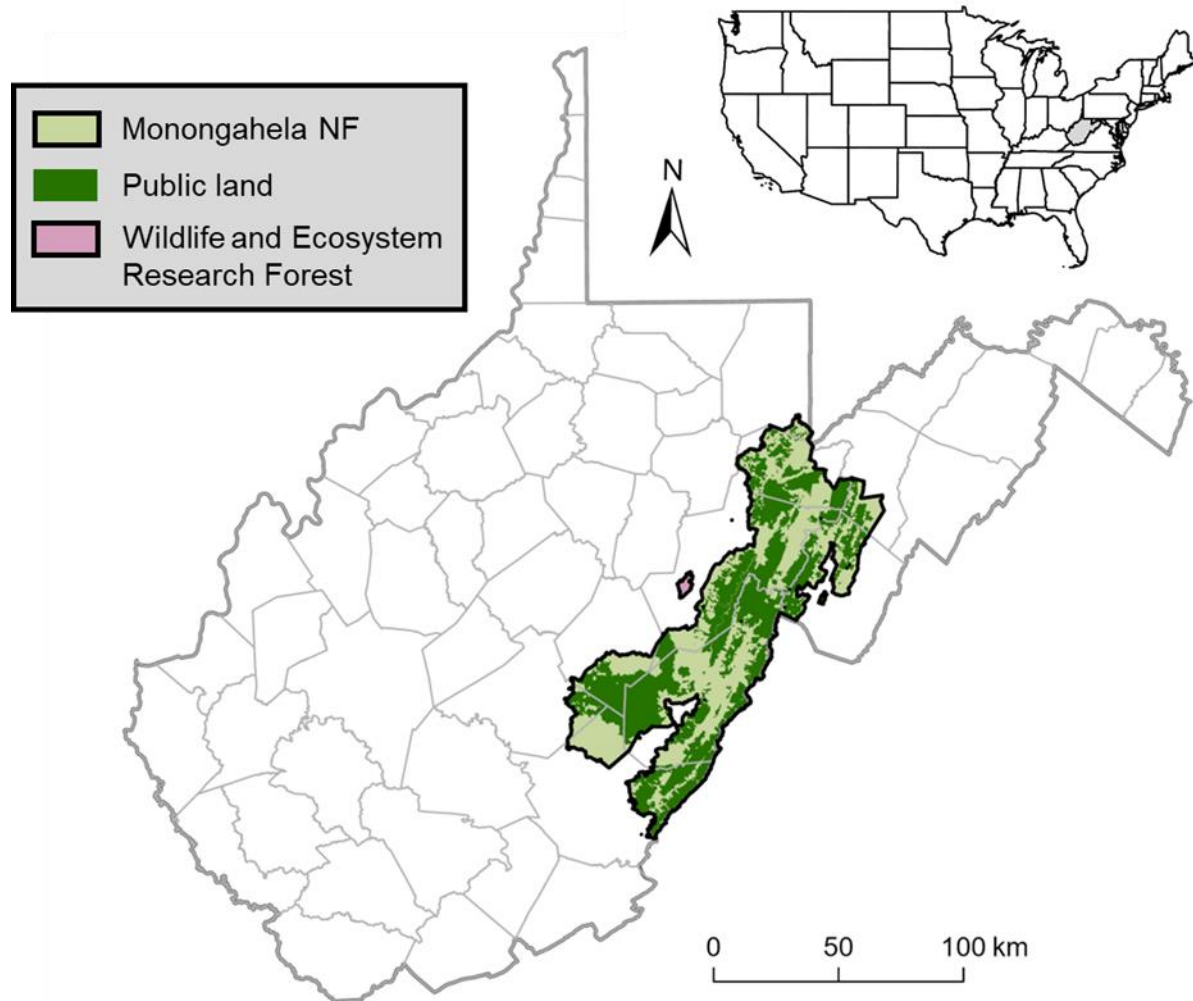 Monongahela NF
Public land
Wildlife and Ecosystem
Research Forest
N
0 50 100 km